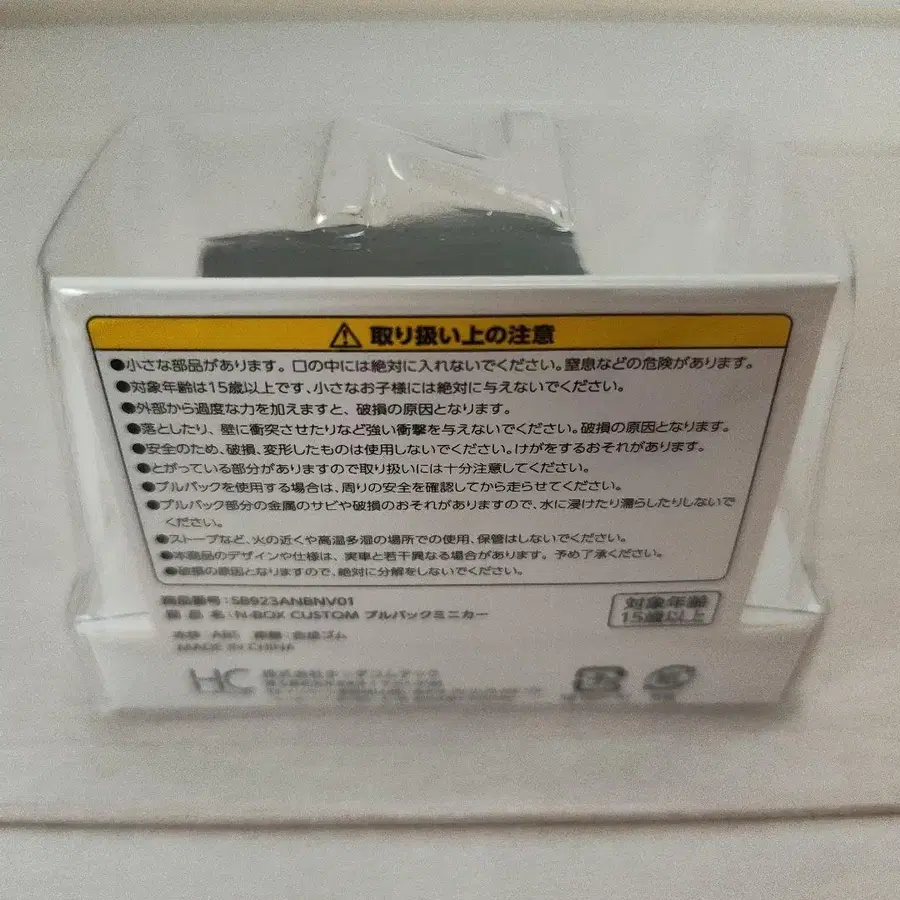 取り扱い上の注意
●小さな部品があります。口の中には絶対に入れないでください。窒息などの危険があります。
●対象年齢は15歳以上です、小さなお子様には絶対に与えないでください。
●外部から過度な力を加えますと、破損の原因となります。
●落としたり、壁に衝突させたりなど強い衝撃を与えないでください。破損の原因となります。
●安全のため、破損、変形したものは使用しないでください。けがをするおそれがあります。
●とがっている部分がありますので取り扱いには十分注意してください。
●プルバックを使用する場合は、周りの安全を確認してから走らせてください。
●プルバック部分の金属のサビや破損のおそれがありますので、水に浸けたり濡らしたりしないで
ください。
●ストーブなど、火の近くや高温多湿の場所での使用、保管はしないでください。
●本商品のデザインや仕様は、実車と若干異なる場合があります。予めご了承ください。
●破損の原因となりますので、絶対に分解をしないでください。
商品番号:SB923ANBNV01
商品名:N-BOX CUSTOM プルバックミニカー
対象年齢
15歳以上
ABS 合成ゴム
MADE IN CHINA
HC 株式会社ホンダコムテック